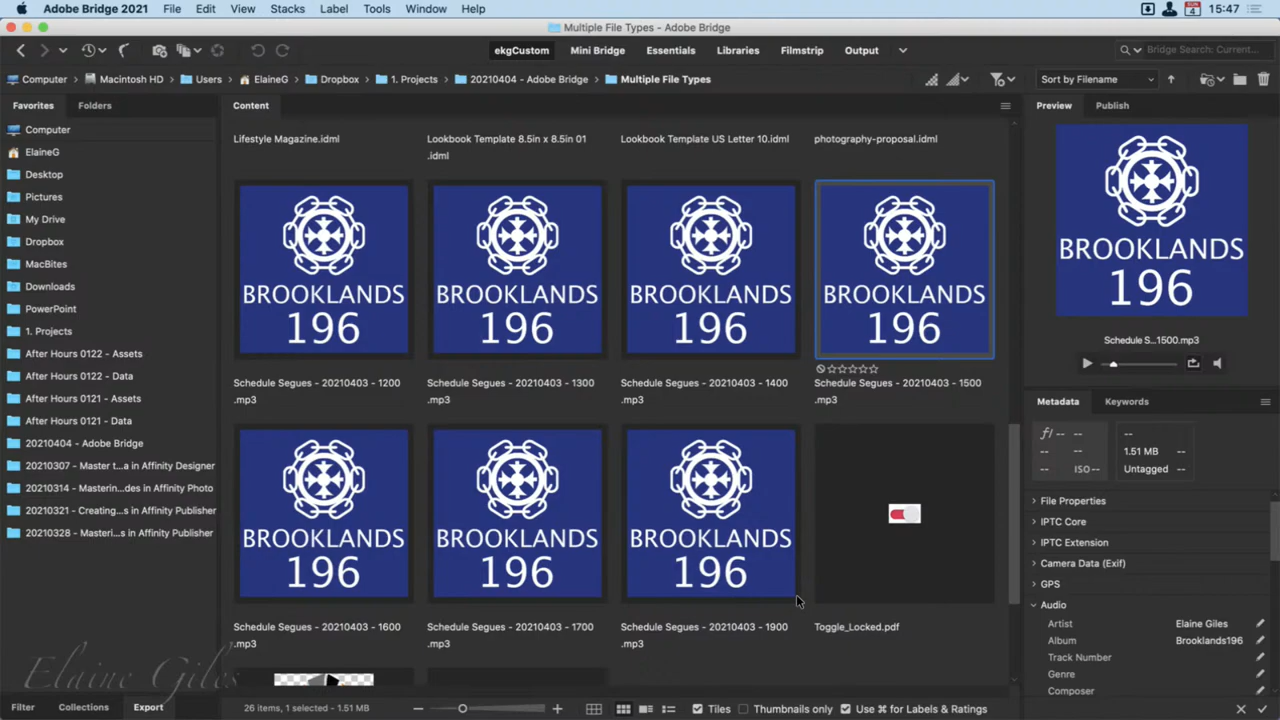 Adobe Bridge 2021 File Edit View Stacks Label Tools Window Help 4 15:47
Multiple File Types - Adobe Bridge
ekgCustom Mini Bridge Essentials Libraries Filmstrip Output Bridge Search: Current...
Computer Macintosh HD Users ElaineG Dropbox 1. Projects 20210404 - Adobe Bridge Multiple File Types Sort by Filename
Favorites Folders
Computer
ElaineG
Desktop
Pictures
My Drive
Dropbox
MacBites
Downloads
PowerPoint
1. Projects
After Hours 0122 - Assets
After Hours 0122 - Data
After Hours 0121 - Assets
After Hours 0121 - Data
20210404 - Adobe Bridge
20210307 - Master t...a in Affinity Designer
20210314 - Mastering...des in Affinity Photo
20210321 - Creating...s in Affinity Publisher
20210328 - Masteri...s in Affinity Publisher
Elaine Giles
Filter Collections Export
Content
Lifestyle Magazine.idml
Lookbook Template 8.5in x 8.5in 01
.idml
Lookbook Template US Letter 10.idml
photography-proposal.idml
BROOKLANDS
196
Schedule Segues - 20210403 - 1200
.mp3
BROOKLANDS
196
Schedule Segues - 20210403 - 1300
.mp3
BROOKLANDS
196
Schedule Segues - 20210403 - 1400
.mp3
BROOKLANDS
196
Schedule Segues - 20210403 - 1500
.mp3
BROOKLANDS
196
Schedule Segues - 20210403 - 1600
.mp3
BROOKLANDS
196
Schedule Segues - 20210403 - 1700
.mp3
BROOKLANDS
196
Schedule Segues - 20210403 - 1900
.mp3
Toggle_Locked.pdf
26 items, 1 selected - 1.51 MB Tiles Thumbnails only Use ⌘ for Labels & Ratings
Preview Publish
BROOKLANDS
196
Schedule S...1500.mp3
Metadata Keywords
ƒ/ -- --
-- --
-- ISO--
--
1.51 MB --
Untagged --
File Properties
IPTC Core
IPTC Extension
Camera Data (Exif)
GPS
Audio
Artist Elaine Giles
Album Brooklands196
Track Number
Genre
Composer